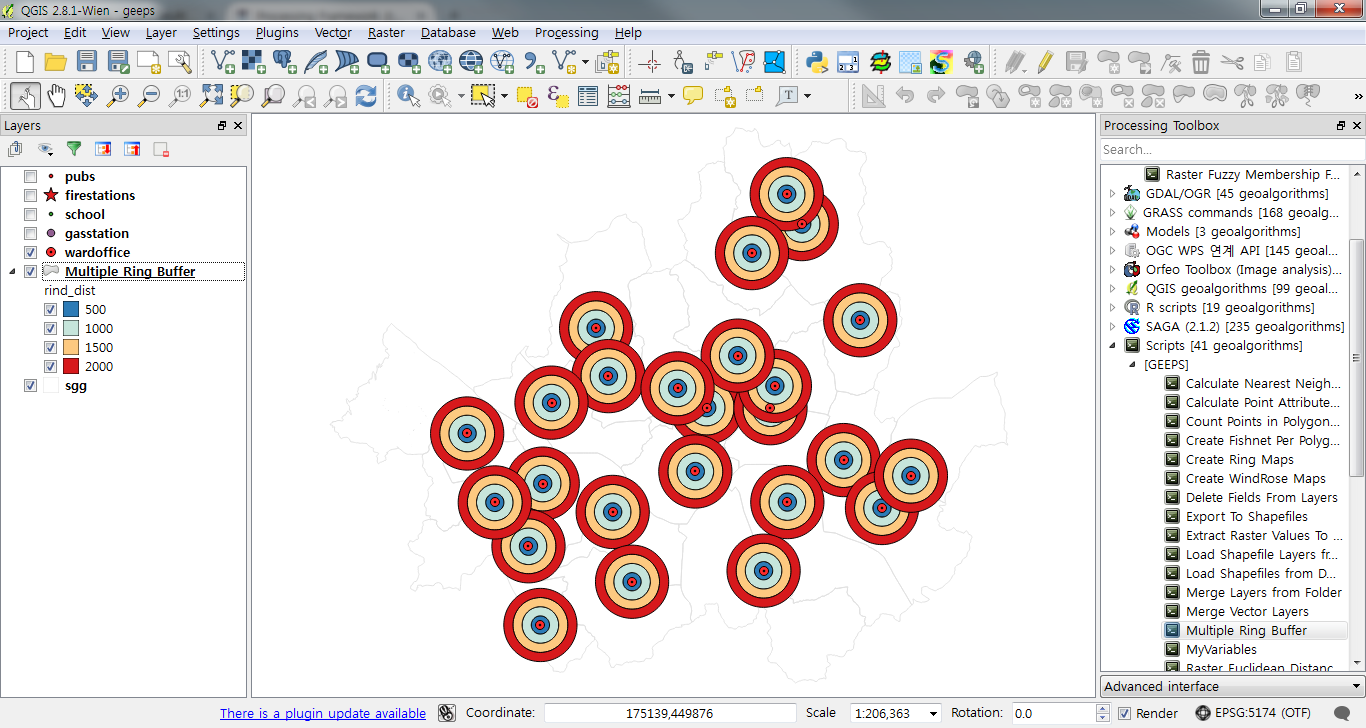 QGIS 2.8.1-Wien - geeps
Project Edit View Layer Settings Plugins Vector Raster Database Web Processing Help
Layers
Processing Toolbox
Search...
pubs
firestations
school
gasstation
wardoffice
Multiple Ring Buffer
rind_dist
500
1000
1500
2000
sgg
Raster Fuzzy Membership F...
GDAL/OGR [45 geoalgorithms]
GRASS commands [168 geoalg...
Models [3 geoalgorithms]
OGC WPS 연계 API [145 geoal...
Orfeo Toolbox (Image analysis)...
QGIS geoalgorithms [99 geoal...
R scripts [19 geoalgorithms]
SAGA (2.1.2) [235 geoalgorithms]
Scripts [41 geoalgorithms]
[GEEPS]
Calculate Nearest Neigh...
Calculate Point Attribute...
Count Points in Polygon...
Create Fishnet Per Polyg...
Create Ring Maps
Create WindRose Maps
Delete Fields From Layers
Export To Shapefiles
Extract Raster Values To ...
Load Shapefile Layers fr...
Load Shapefiles from D...
Merge Layers from Folder
Merge Vector Layers
Multiple Ring Buffer
MyVariables
Raster Euclidean Distanc
Advanced interface
There is a plugin update available
Coordinate: 175139,449876 Scale 1:206,363 Rotation: 0.0 Render EPSG:5174 (OTF)